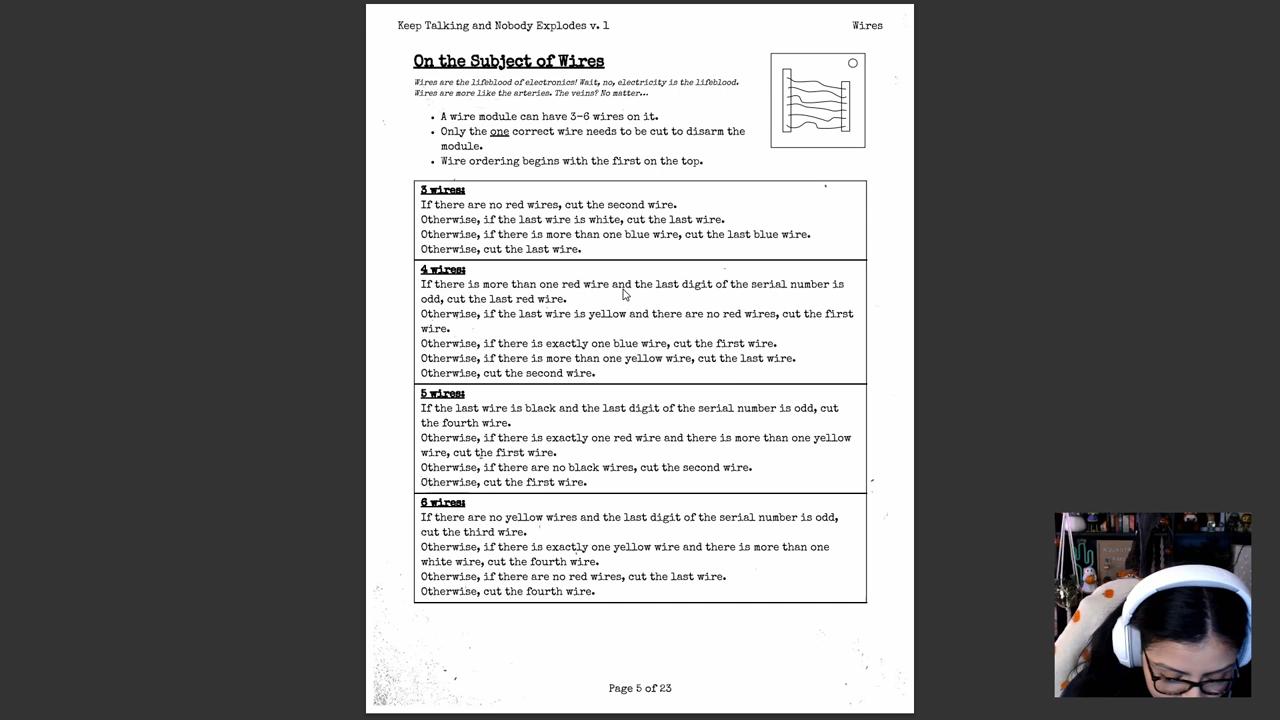 Keep Talking and Nobody Explodes v. 1
Wires
On the Subject of Wires
Wires are the lifeblood of electronics! Wait, no, electricity is the lifeblood.
Wires are more like the arteries. The veins? No matter...
• A wire module can have 3-6 wires on it.
• Only the one correct wire needs to be cut to disarm the
module.
• Wire ordering begins with the first on the top.
3 wires:
If there are no red wires, cut the second wire.
Otherwise, if the last wire is white, cut the last wire.
Otherwise, if there is more than one blue wire, cut the last blue wire.
Otherwise, cut the last wire.
4 wires:
If there is more than one red wire and the last digit of the serial number is
odd, cut the last red wire.
Otherwise, if the last wire is yellow and there are no red wires, cut the first
wire.
Otherwise, if there is exactly one blue wire, cut the first wire.
Otherwise, if there is more than one yellow wire, cut the last wire.
Otherwise, cut the second wire.
5 wires:
If the last wire is black and the last digit of the serial number is odd, cut
the fourth wire.
Otherwise, if there is exactly one red wire and there is more than one yellow
wire, cut the first wire.
Otherwise, if there are no black wires, cut the second wire.
Otherwise, cut the first wire.
6 wires:
If there are no yellow wires and the last digit of the serial number is odd,
cut the third wire.
Otherwise, if there is exactly one yellow wire and there is more than one
white wire, cut the fourth wire.
Otherwise, if there are no red wires, cut the last wire.
Otherwise, cut the fourth wire.
Page 5 of 23